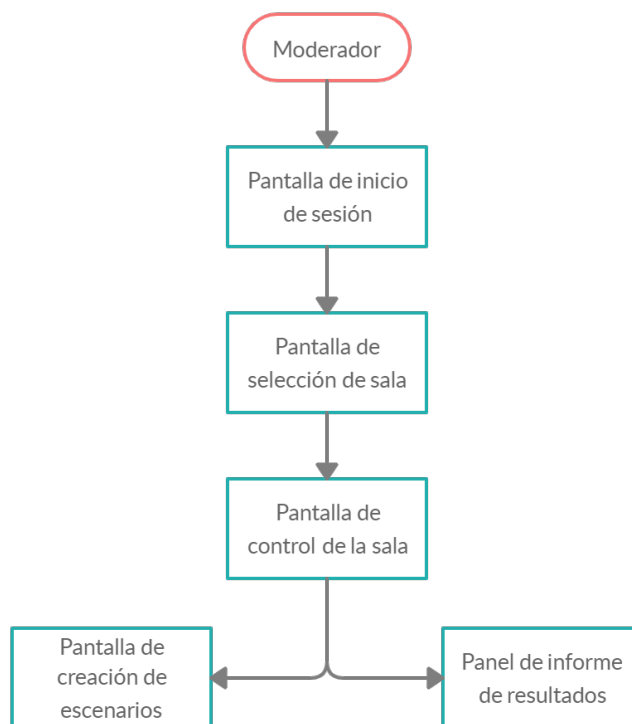 Moderador
Pantalla de inicio
de sesión
Pantalla de
selección de sala
Pantalla de
control de la sala
Pantalla de
creación de
escenarios
Panel de informe
de resultados